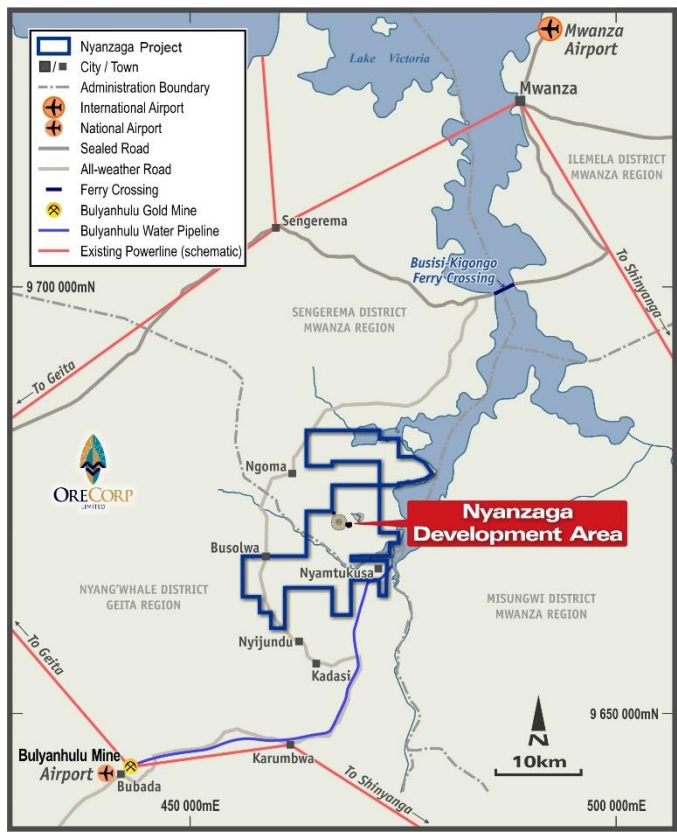 Nyanzaga Project
City / Town
Administration Boundary
International Airport
National Airport
Sealed Road
All-weather Road
Ferry Crossing
Bulyanhulu Gold Mine
Bulyanhulu Water Pipeline
Existing Powerline (schematic)
Lake Victoria
Mwanza
Airport
Mwanza
ILEMELA DISTRICT
MWANZA REGION
Sengerema
To Shinyanga
Busisi-Kigongo
Ferry Crossing
9 700 000mN
SENGEREMA DISTRICT
MWANZA REGION
To Geita
Ngoma
ORECORP
LIMITED
Nyanzaga
Development Area
Busolwa
Nyamtukusa
NYANG'WHALE DISTRICT
GEITA REGION
MISUNGWI DISTRICT
MWANZA REGION
To Geita
Nyijundu
Kadasi
9 650 000mN
N
10km
Bulyanhulu Mine
Airport
Karumbwa
Bubada
To Shinyanga
450 000mE
500 000mE